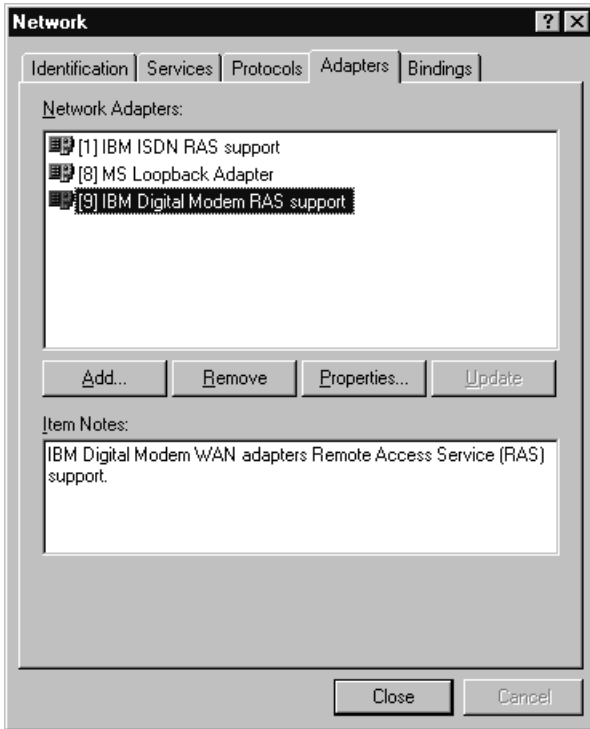 Network
Identification Services Protocols Adapters Bindings
Network Adapters:
[1] IBM ISDN RAS support
[8] MS Loopback Adapter
[9] IBM Digital Modem RAS support
Add... Remove Properties... Update
Item Notes:
IBM Digital Modem WAN adapters Remote Access Service (RAS)
support.
Close Cancel